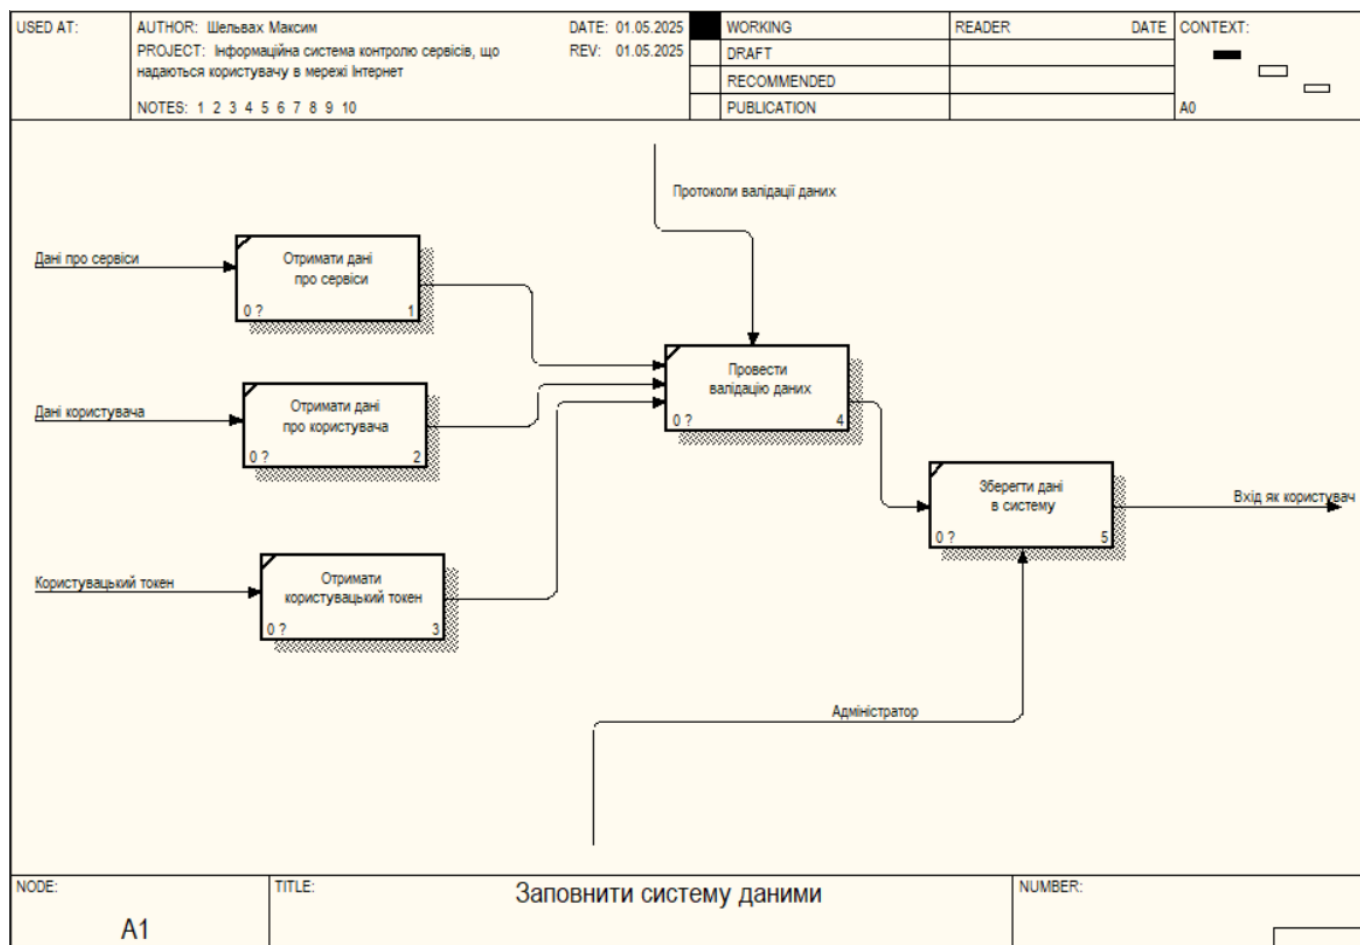 USED AT:
AUTHOR: Шельвах Максим
DATE: 01.05.2025
PROJECT: Інформаційна система контролю сервісів, що
надаються користувачу в мережі Інтернет
REV: 01.05.2025
NOTES: 1 2 3 4 5 6 7 8 9 10
WORKING
DRAFT
RECOMMENDED
PUBLICATION
READER
DATE
CONTEXT:
A0
Протоколи валідації даних
Дані про сервіси
Отримати дані
про сервіси
0 ?
1
Провести
валідацію даних
0 ?
4
Дані користувача
Отримати дані
про користувача
0 ?
2
Зберегти дані
в систему
0 ?
5
Вхід як користувач
Користувацький токен
Отримати
користувацький токен
0 ?
3
Адміністратор
NODE:
A1
TITLE:
Заповнити систему даними
NUMBER: